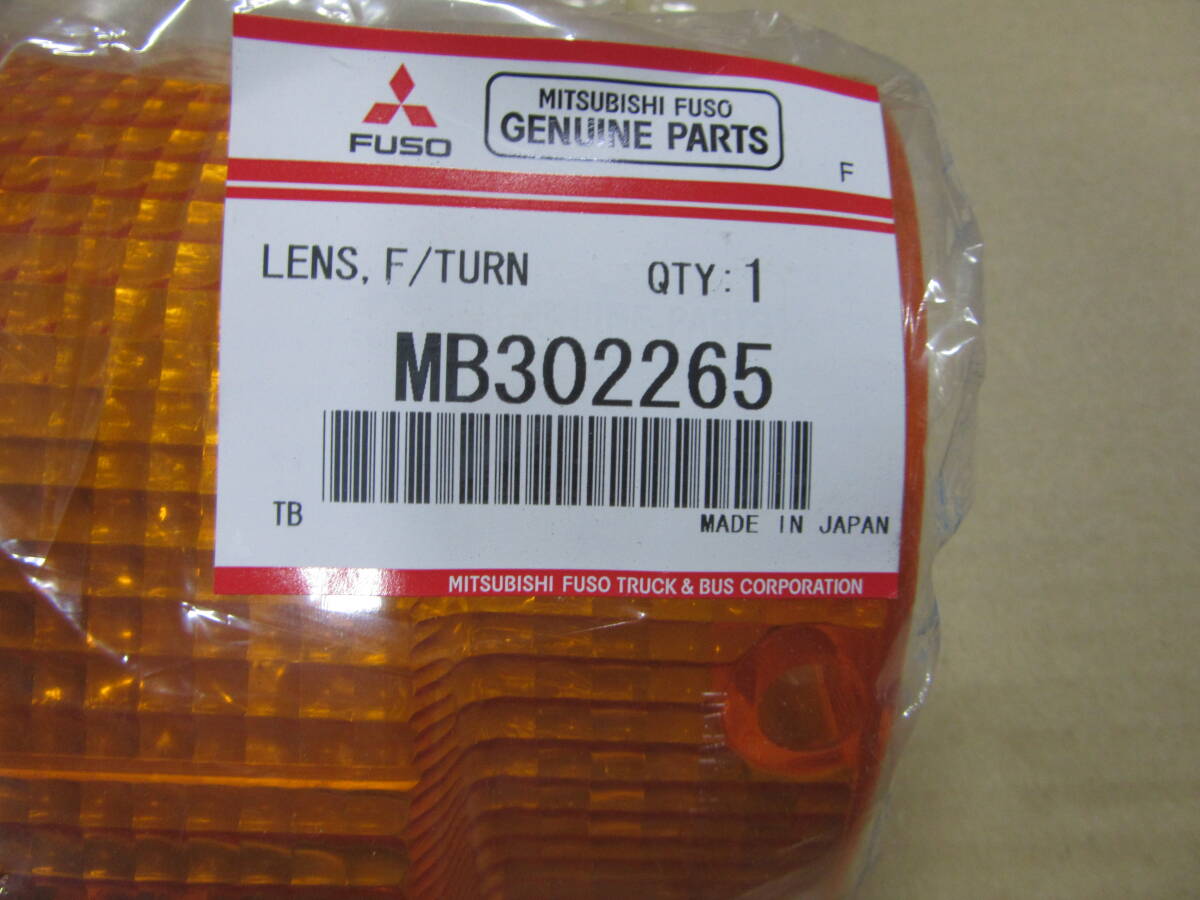 MITSUBISHI FUSO
GENUINE PARTS
FUSO
F
LENS, F/TURN QTY: 1
MB302265
TB
MADE IN JAPAN
MITSUBISHI FUSO TRUCK & BUS CORPORATION